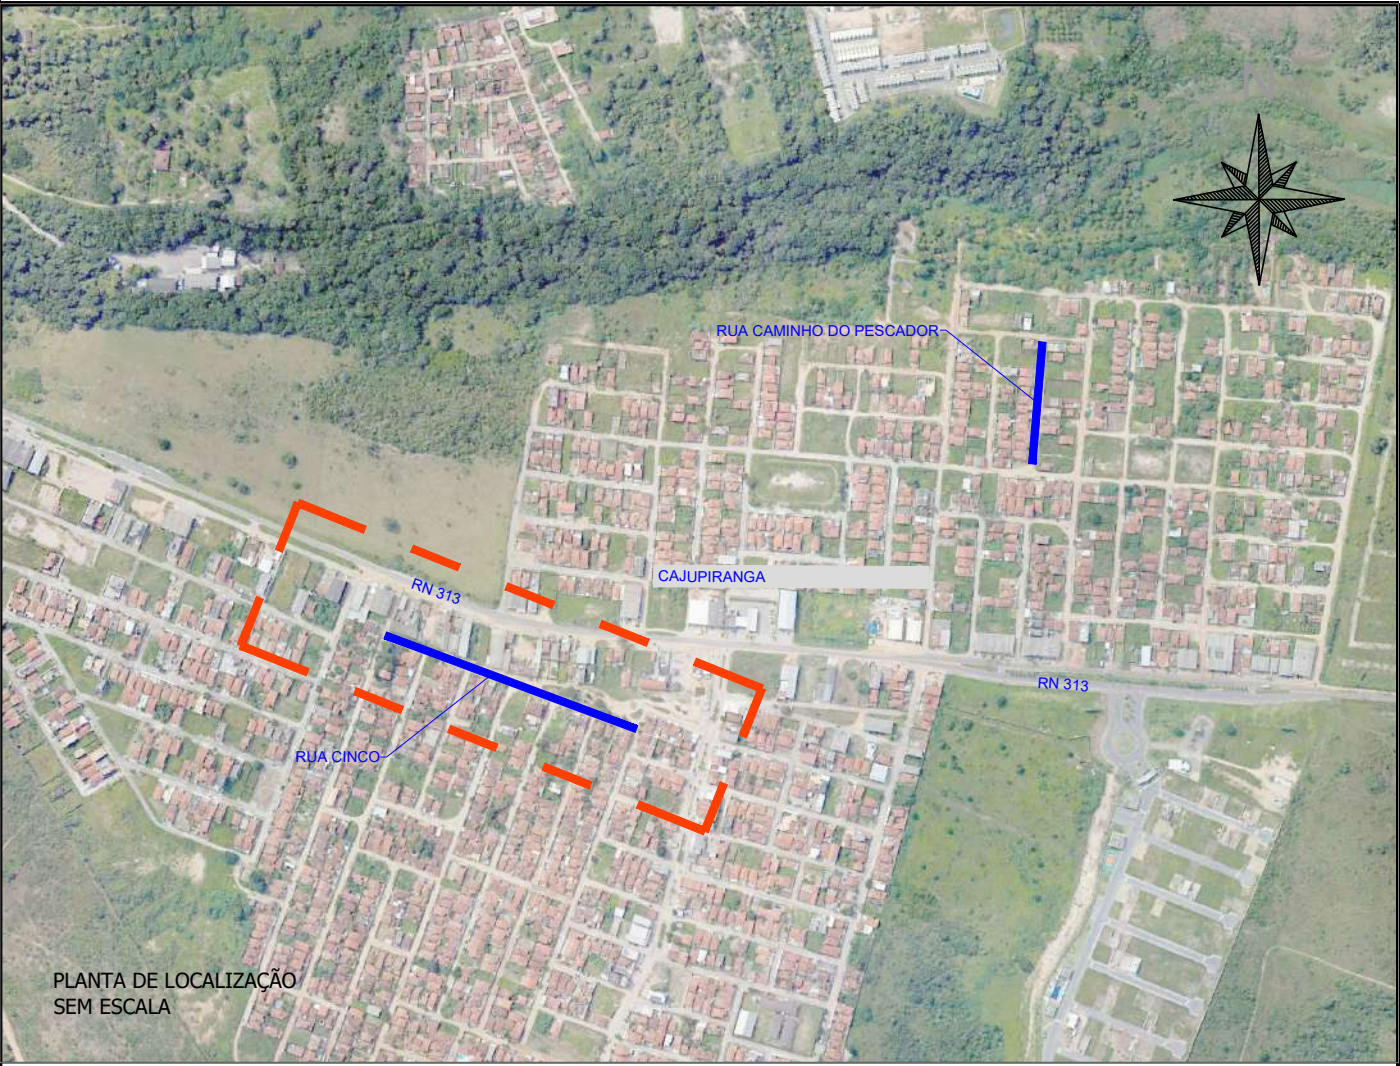 RUA CAMINHO DO PESCADOR
CAJUPIRANGA
RN 313
RN 313
RUA CINCO
PLANTA DE LOCALIZAÇÃO
SEM ESCALA